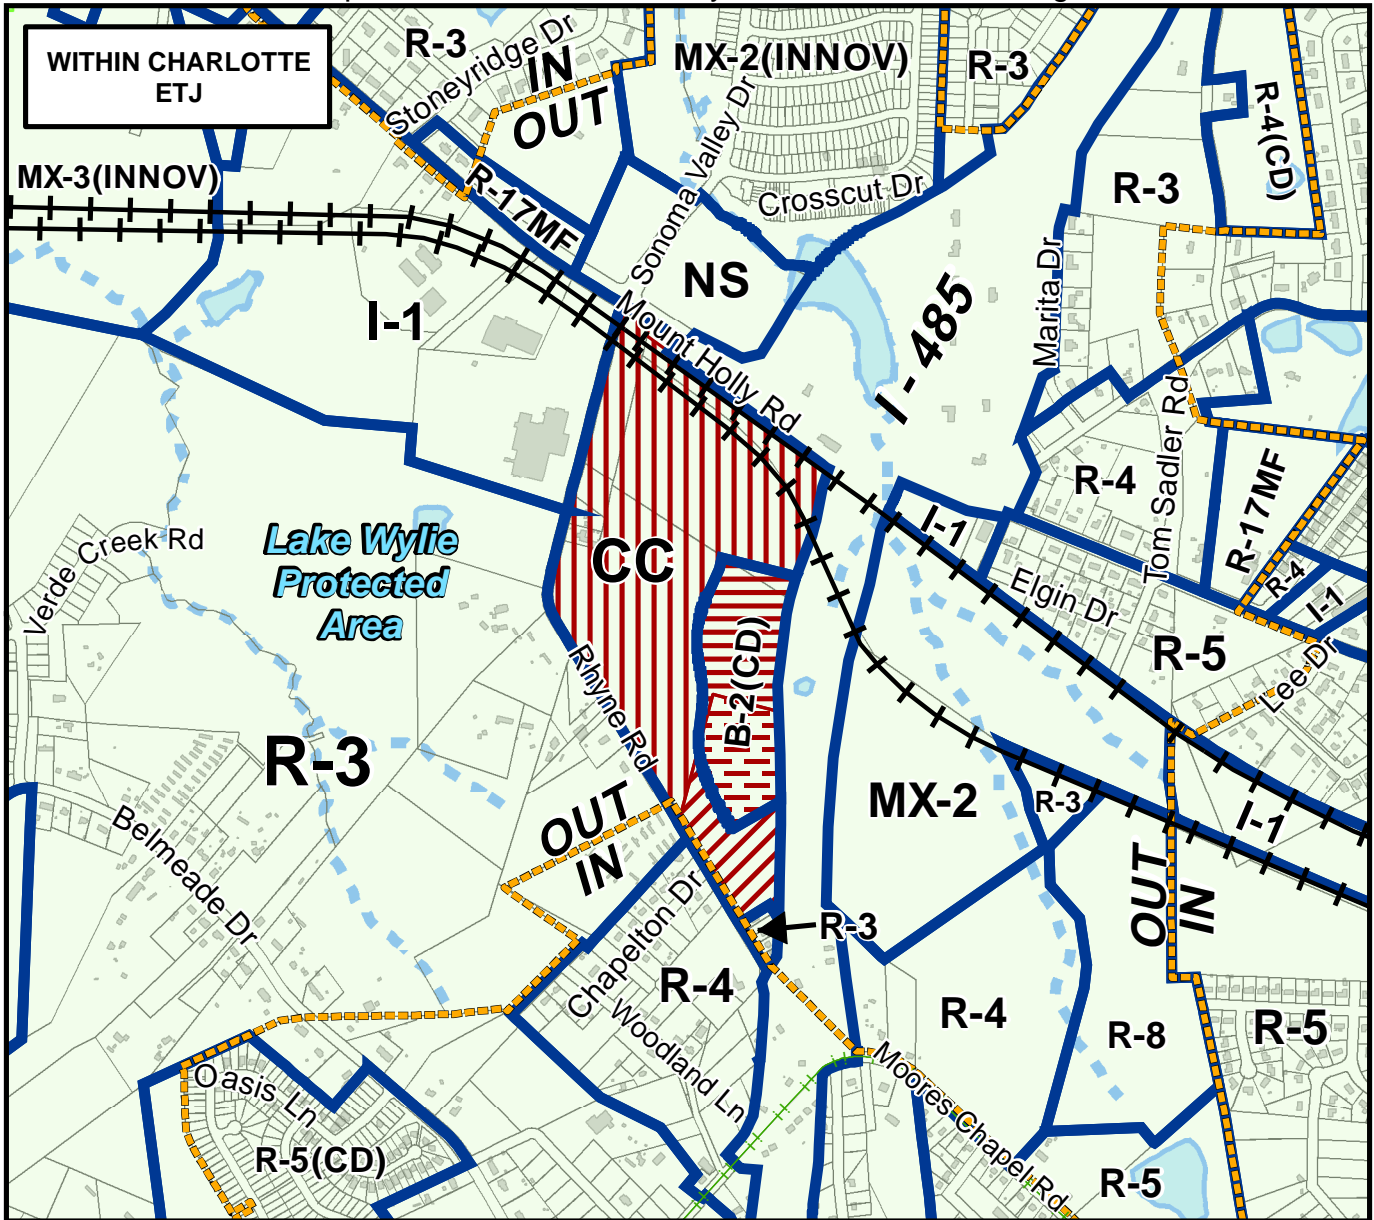 WITHIN CHARLOTTE
ETJ
R-3
Stoneyridge Dr
IN
OUT
MX-2(INNOV)
R-3
R-4(CD)
MX-3(INNOV)
R-17MF
Sonoma Valley Dr
Crosscut Dr
R-3
NS
I-1
Mount Holly Rd
I - 485
Marita Dr
R-4
Tom Sadler Rd
R-17MF
I-1
R-4
I-1
Verde Creek Rd
Lake Wylie
Protected
Area
CC
Elgin Dr
R-5
Lee Dr
B-2(CD)
Rhyne Rd
R-3
MX-2
R-3
I-1
OUT
IN
OUT
IN
Belmeade Dr
Chapelton Dr
R-3
R-4
Woodland Ln
R-4
R-8
R-5
Oasis Ln
Moores Chapel Rd
R-5(CD)
R-5